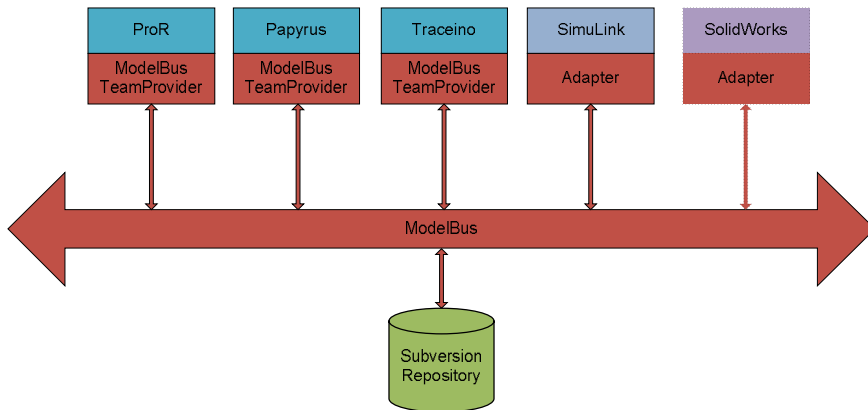 ProR
Papyrus
Traceino
SimuLink
SolidWorks
ModelBus
TeamProvider
ModelBus
TeamProvider
ModelBus
TeamProvider
Adapter
Adapter
ModelBus
Subversion
Repository